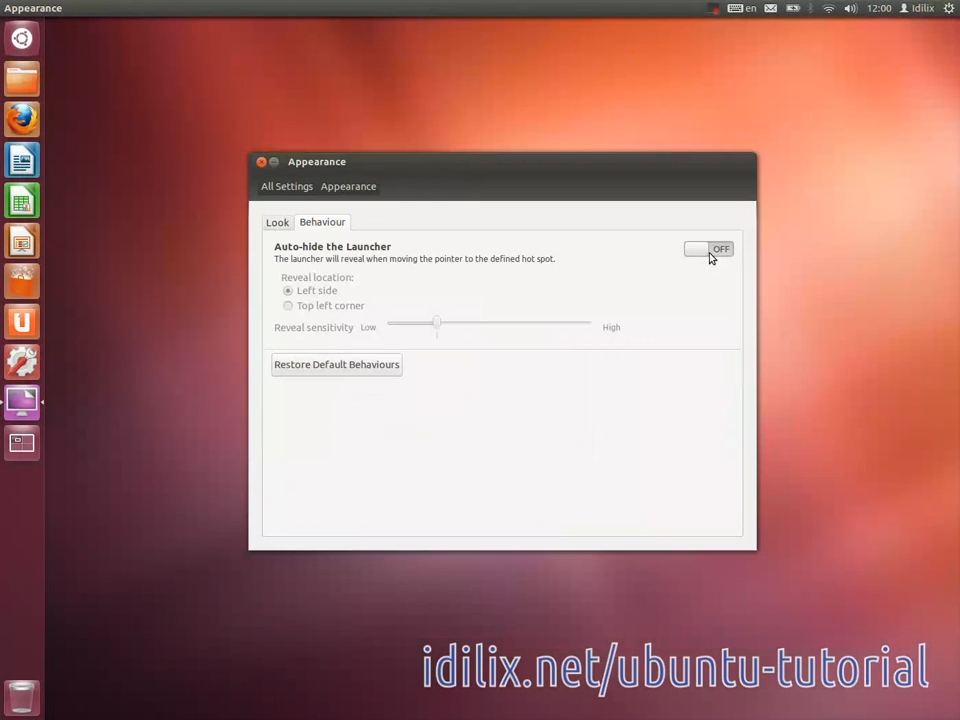 Appearance
en
12:00
Idilix
Appearance
All Settings Appearance
Look Behaviour
Auto-hide the Launcher
OFF
The launcher will reveal when moving the pointer to the defined hot spot.
Reveal location:
Left side
Top left corner
Reveal sensitivity Low High
Restore Default Behaviours
idilix.net/ubuntu-tutorial